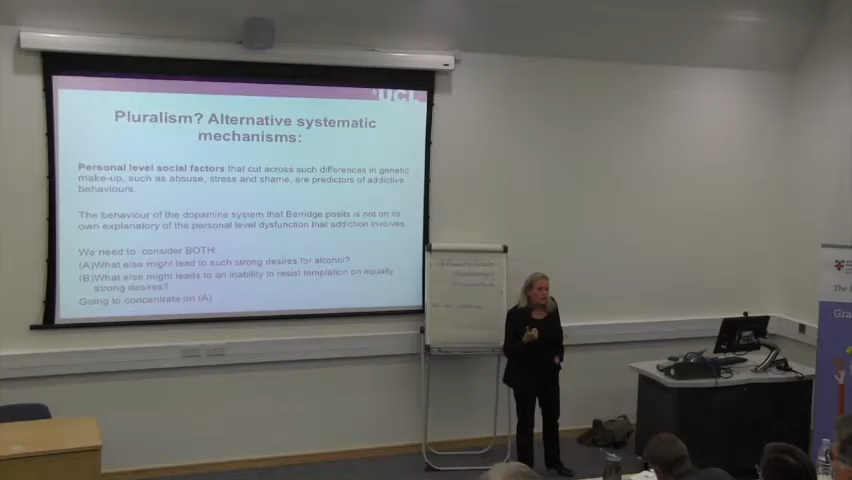 UCL
Pluralism? Alternative systematic
mechanisms:
Personal level social factors that cut across such differences in genetic
make-up, such as abuse, stress and shame, are predictors of addictive
behaviours.
The behaviour of the dopamine system that Berridge posits is not on its
own explanatory of the personal level dysfunction that addiction involves.
We need to consider BOTH:
(A)What else might lead to such strong desires for alcohol?
(B)What else might leads to an inability to resist temptation on equally
strong desires?
Going to concentrate on (A)
The
Gra